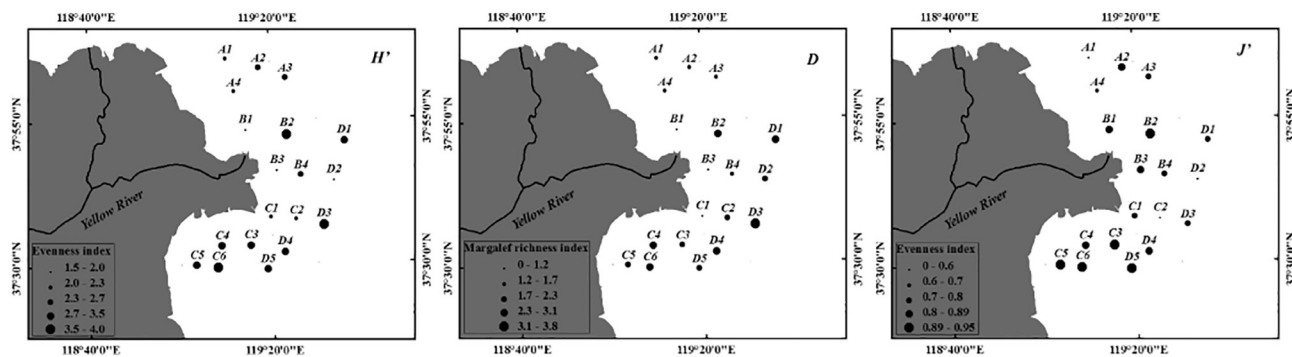 118°40'0"E
119°20'0"E
118°40'0"E
119°20'0"E
118°40'0"E
119°20'0"E
H'
A1
A2
A3
A4
37°55'0"N
B1
B2
D1
B3
B4
D2
Yellow River
C1
C2
D3
C4
C3
D4
C5
C6
D5
37°30'0"N
Evenness index
1.5 - 2.0
2.0 - 2.3
2.3 - 2.7
2.7 - 3.5
3.5 - 4.0
118°40'0"E
119°20'0"E
D
A1
A2
A3
A4
37°55'0"N
37°55'0"N
B1
B2
D1
B3
B4
D2
Yellow River
C1
C2
D3
C4
C3
D4
C5
C6
D5
37°30'0"N
37°30'0"N
Margalef richness index
0 - 1.2
1.2 - 1.7
1.7 - 2.3
2.3 - 3.1
3.1 - 3.8
118°40'0"E
119°20'0"E
J'
A1
A2
A3
A4
37°55'0"N
B1
B2
D1
B3
B4
D2
Yellow River
C1
C2
D3
C4
C3
D4
C5
C6
D5
37°30'0"N
Evenness index
0 - 0.6
0.6 - 0.7
0.7 - 0.8
0.8 - 0.89
0.89 - 0.95
118°40'0"E
119°20'0"E